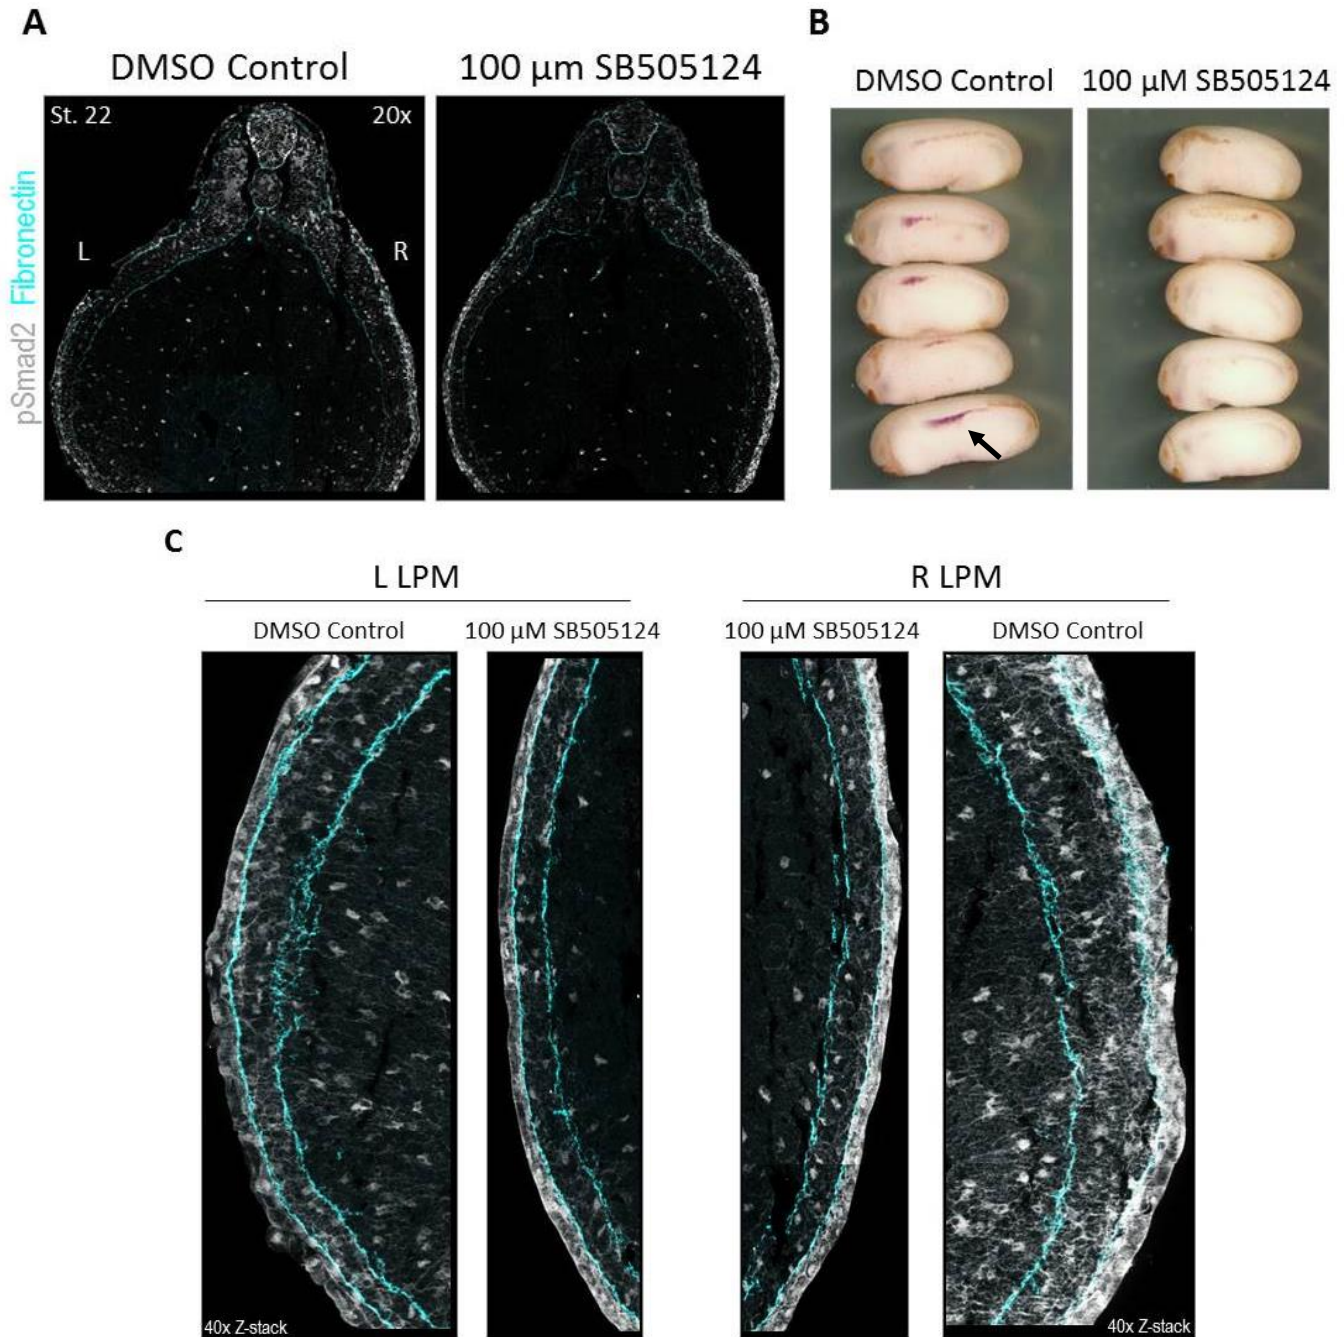 A
DMSO Control
100 μm SB505124
St. 22
20x
L
R
pSmad2 Fibronectin
B
DMSO Control
100 μM SB505124
C
L LPM
R LPM
DMSO Control
100 μM SB505124
100 μM SB505124
DMSO Control
40x Z-stack
40x Z-stack